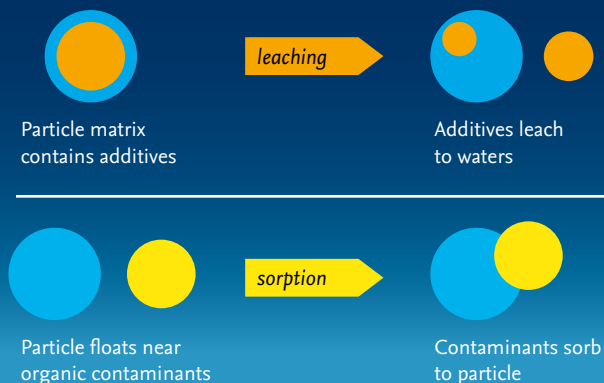 leaching
Particle matrix
contains additives
Additives leach
to waters
sorption
Particle floats near
organic contaminants
Contaminants sorb
to particle